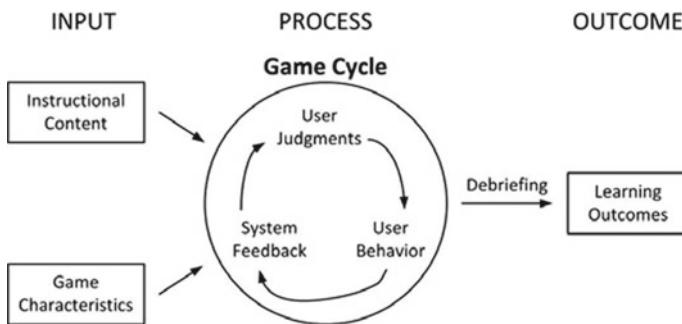 INPUT
PROCESS
OUTCOME
Game Cycle
Instructional
Content
User
Judgments
Debriefing
Learning
Outcomes
System
Feedback
User
Behavior
Game
Characteristics